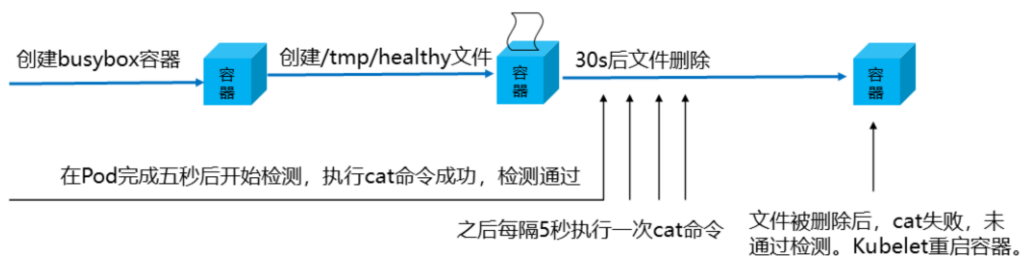 创建busybox容器
创建/tmp/healthy文件
30s后文件删除
容
器
容
器
容
器
在Pod完成五秒后开始检测，执行cat命令成功，检测通过
之后每隔5秒执行一次cat命令
文件被删除后，cat失败，未
通过检测。Kubelet重启容器。